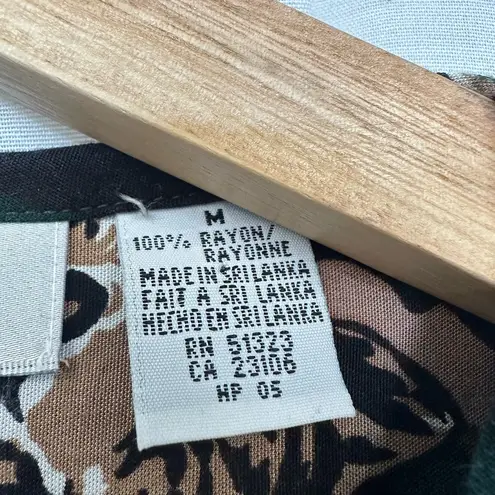 M
100% RAYON/
RAYONNE
MADE IN SRI LANKA
FAIT A SRI LANKA
HECHO EN SRI LANKA
RN 51323
CA 23106
HP 05